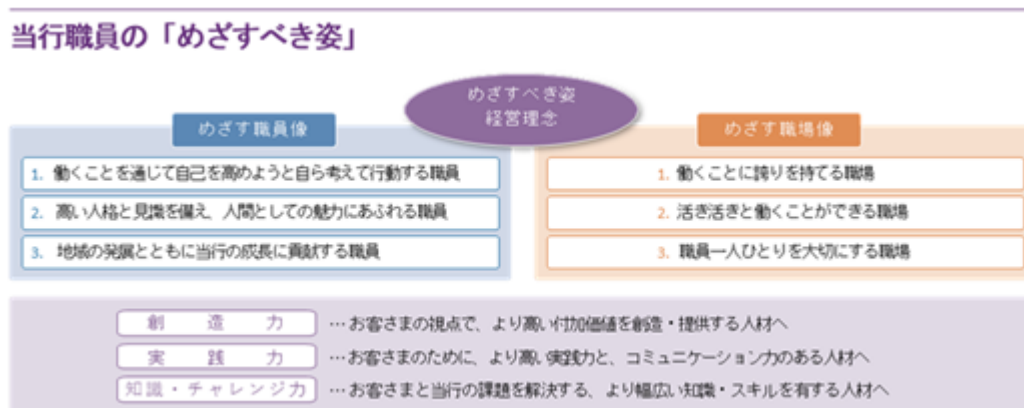 当行職員の「めざすべき姿」
めざすべき姿
経営理念
めざす職員像
1. 働くことを通じて自己を高めようと自ら考えて行動する職員
2. 高い人格と見識を備え、人間としての魅力にあふれる職員
3. 地域の発展とともに当行の成長に貢献する職員
めざす職場像
1. 働くことに誇りを持てる職場
2. 活き活きと働くことができる職場
3. 職員一人ひとりを大切にする職場
創造力 …お客さまの視点で、より高い付加価値を創造・提供する人材へ
実践力 …お客さまのために、より高い実践力と、コミュニケーション力のある人材へ
知識・チャレンジ力 …お客さまと当行の課題を解決する、より幅広い知識・スキルを有する人材へ